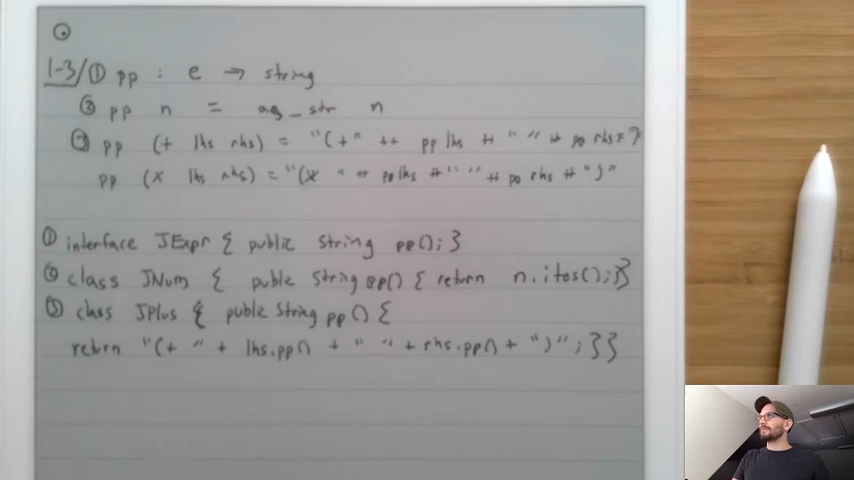 1-3/① pp : e → string
② pp n = as_str n
③ pp (+ lhs rhs) = "(+" ++ pp lhs ++ " " ++ pp rhs ++ ")"
pp (x lhs rhs) = "(x " ++ pp lhs ++ " " ++ pp rhs ++ ")"
① interface JExpr { public String pp(); }
② class JNum { public String pp() { return n.itos(); }}
③ class JPlus { public String pp() {
return "(+ " + lhs.pp() + " " + rhs.pp() + ")"; }}